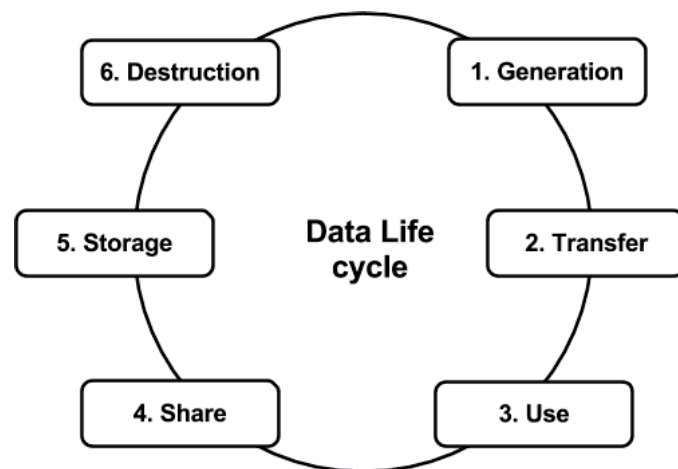 6. Destruction
1. Generation
5. Storage
Data Life
cycle
2. Transfer
4. Share
3. Use